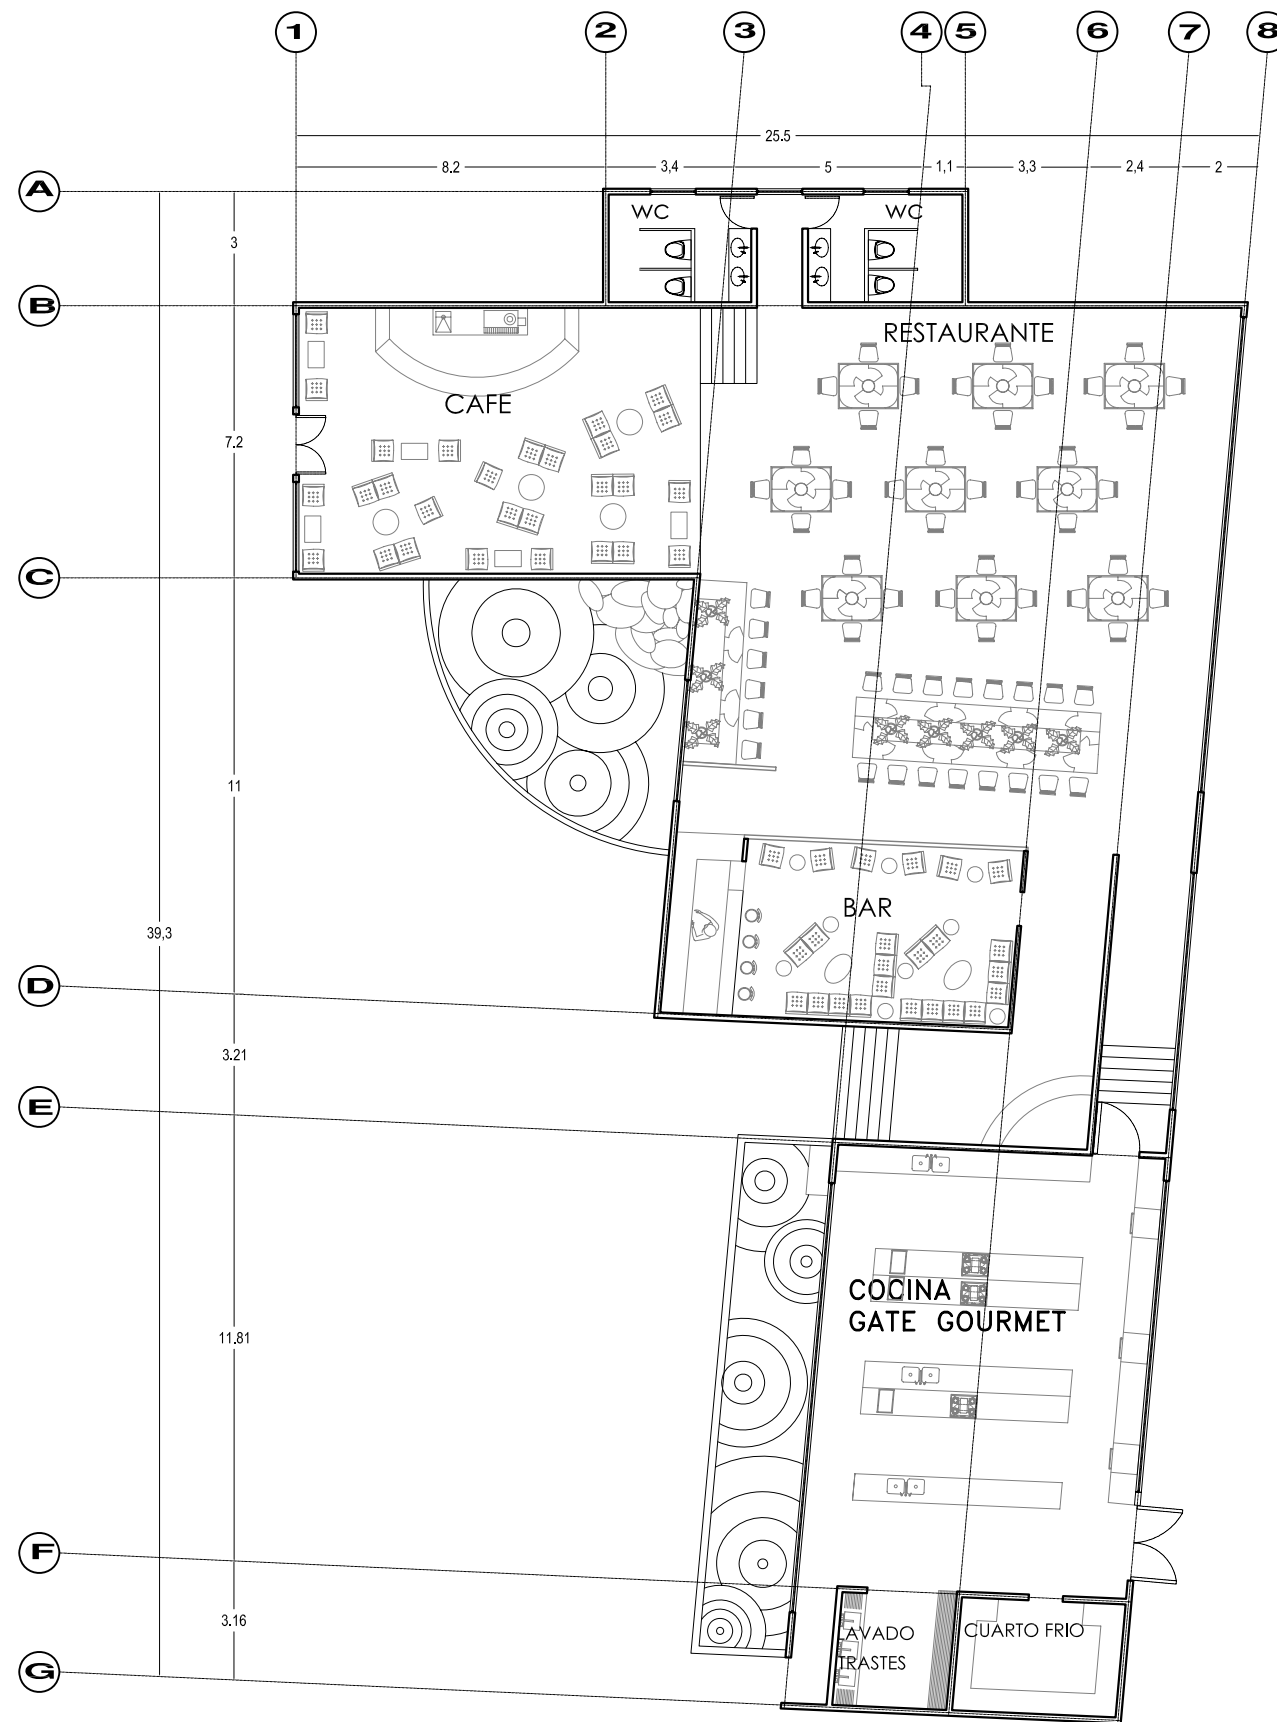 1 2 3 4 5 6 7 8
25.5
8.2 3,4 5 1,1 3,3 2,4 2
A
WC WC
3
B
RESTAURANTE
CAFE
7.2
C
11
BAR
39,3
D
3.21
E
COCINA
GATE GOURMET
11.81
F
3.16
LAVADO
TRASTES
CUARTO FRIO
G